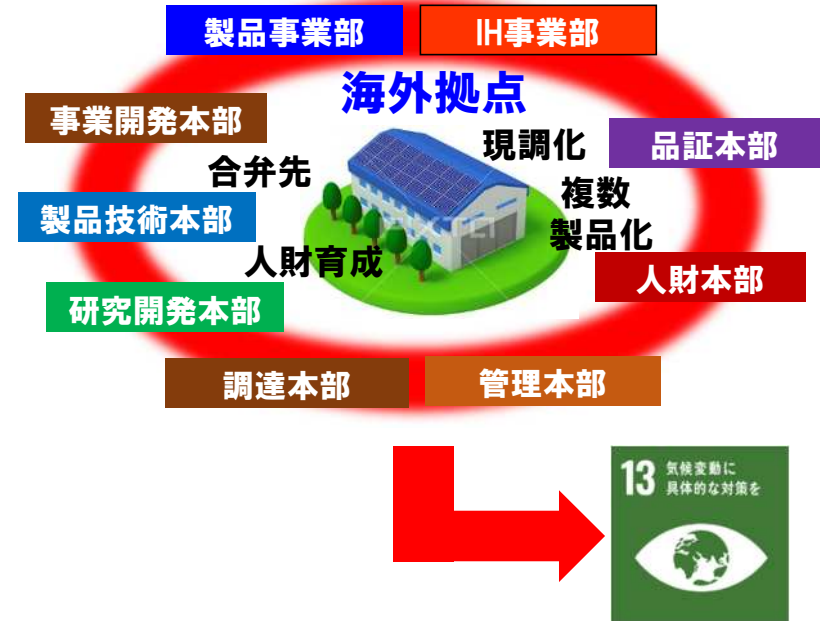 製品事業部
IH事業部
海外拠点
事業開発本部
現調化
品証本部
合弁先
複数
製品化
製品技術本部
人財育成
人財本部
研究開発本部
調達本部
管理本部
13 気候変動に
具体的な対策を